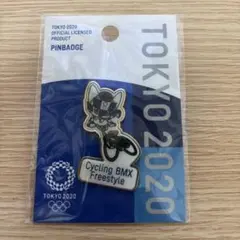 TOKYO 2020
OFFICIAL LICENSED
PRODUCT
PINBADGE
TOKYO 2020
Cycling BMX
Freestyle
TOKYO 2020